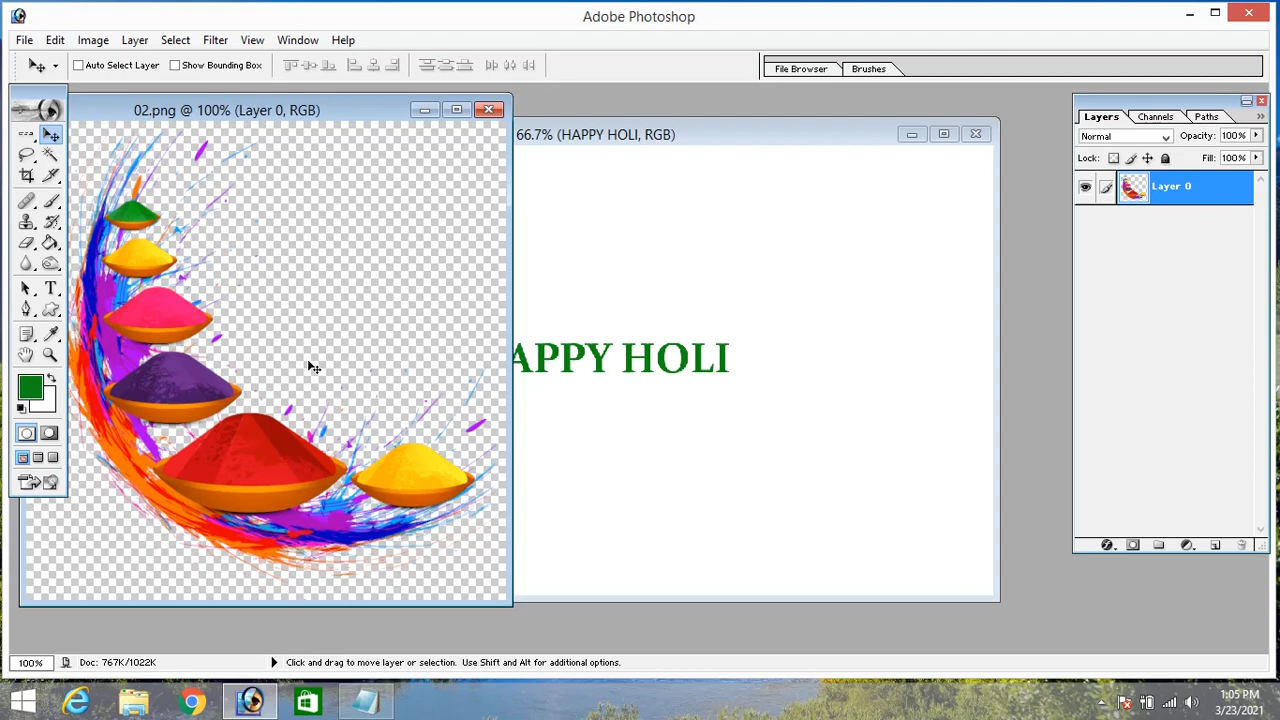 Adobe Photoshop
File Edit Image Layer Select Filter View Window Help
Auto Select Layer Show Bounding Box File Browser Brushes
02.png @ 100% (Layer 0, RGB)
66.7% (HAPPY HOLI, RGB)
Layers Channels Paths
Normal Opacity: 100%
Lock: Fill: 100%
Layer 0
APPY HOLI
100% Doc: 767K/1022K Click and drag to move layer or selection. Use Shift and Alt for additional options.
1:05 PM
3/23/2021